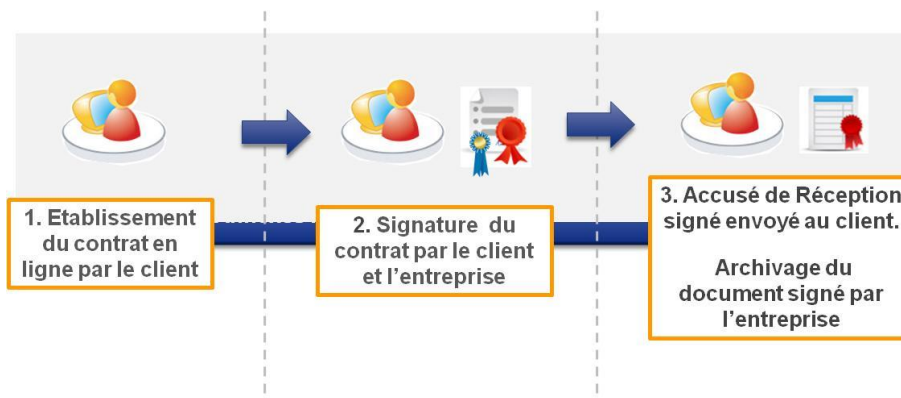 1. Etablissement
du contrat en
ligne par le client
2. Signature du
contrat par le client
et l’entreprise
3. Accusé de Réception
signé envoyé au client.
Archivage du
document signé par
l’entreprise